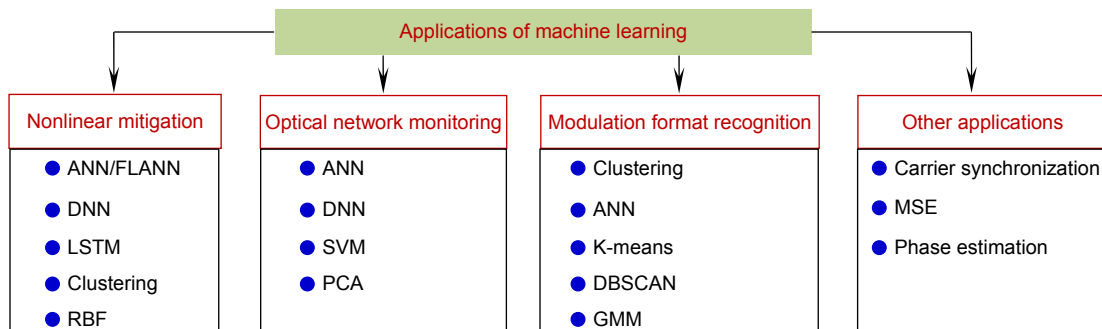 Applications of machine learning
Nonlinear mitigation
ANN/FLANN
DNN
LSTM
Clustering
RBF
Optical network monitoring
ANN
DNN
SVM
PCA
Modulation format recognition
Clustering
ANN
K-means
DBSCAN
GMM
Other applications
Carrier synchronization
MSE
Phase estimation